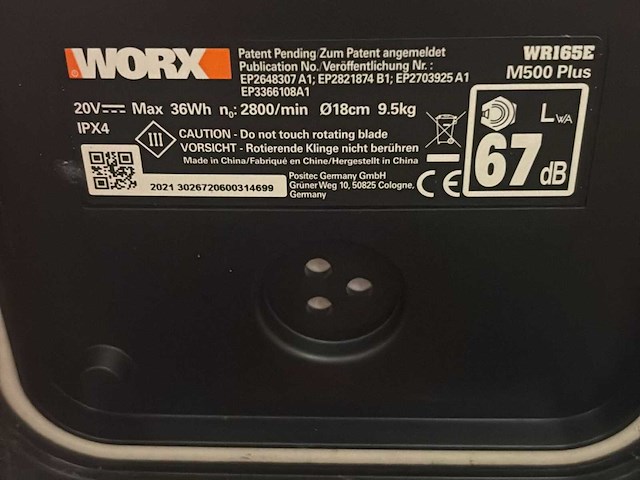 WORX
Patent Pending/Zum Patent angemeldet
Publication No./Veröffentlichung Nr.:
EP2648307 A1; EP2821874 B1; EP2703925 A1
EP3366108A1
WR165E
M500 Plus
20V Max 36Wh n₀: 2800/min Ø18cm 9.5kg
IPX4
III
CAUTION - Do not touch rotating blade
VORSICHT - Rotierende Klinge nicht berühren
Made in China/Fabriqué en Chine/Hergestellt in China
2021 3026720600314699
Positec Germany GmbH
Grüner Weg 10, 50825 Cologne,
Germany
CE
LWA
67 dB